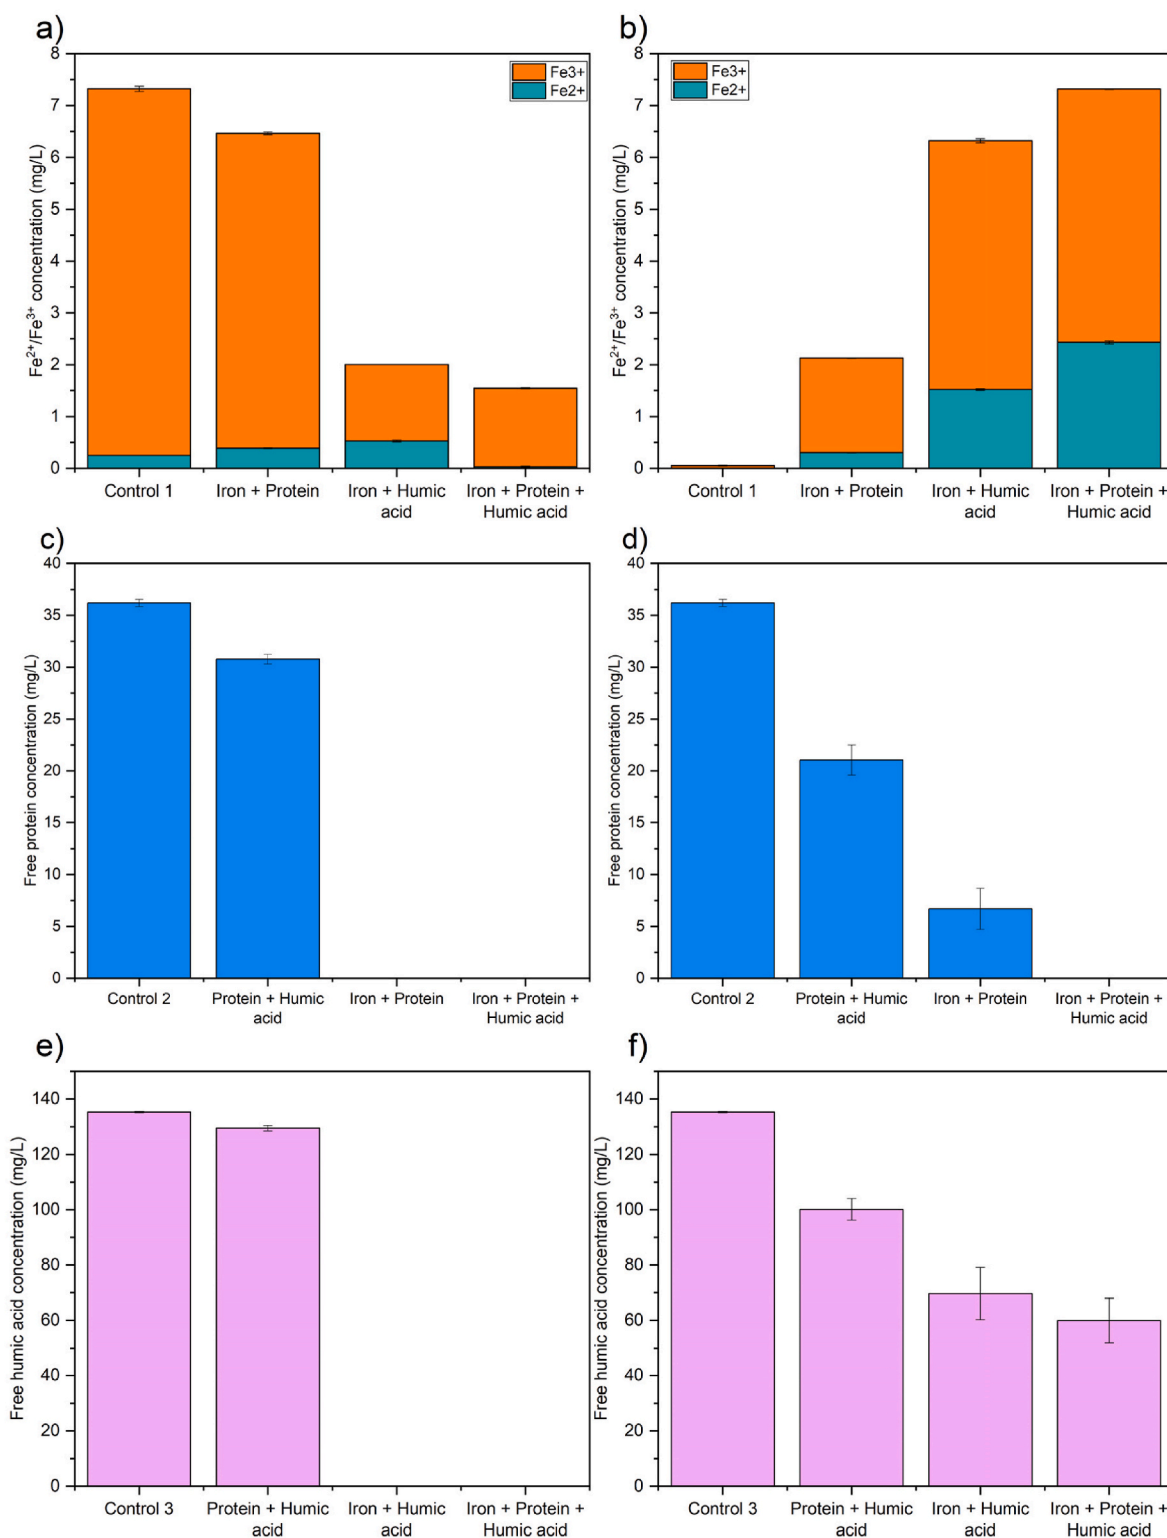 a)
8
7
6
5
4
3
2
1
0
Fe²⁺/Fe³⁺ concentration (mg/L)
Fe3+
Fe2+
Control 1
Iron + Protein
Iron + Humic
acid
Iron + Protein +
Humic acid
b)
8
7
6
5
4
3
2
1
0
Fe²⁺/Fe³⁺ concentration (mg/L)
Fe3+
Fe2+
Control 1
Iron + Protein
Iron + Humic
acid
Iron + Protein +
Humic acid
c)
40
35
30
25
20
15
10
5
0
Free protein concentration (mg/L)
Control 2
Protein + Humic
acid
Iron + Protein
Iron + Protein +
Humic acid
d)
40
35
30
25
20
15
10
5
0
Free protein concentration (mg/L)
Control 2
Protein + Humic
acid
Iron + Protein
Iron + Protein +
Humic acid
e)
140
120
100
80
60
40
20
0
Free humic acid concentration (mg/L)
Control 3
Protein + Humic
acid
Iron + Humic
acid
Iron + Protein +
Humic acid
f)
140
120
100
80
60
40
20
0
Free humic acid concentration (mg/L)
Control 3
Protein + Humic
acid
Iron + Humic
acid
Iron + Protein +
Humic acid